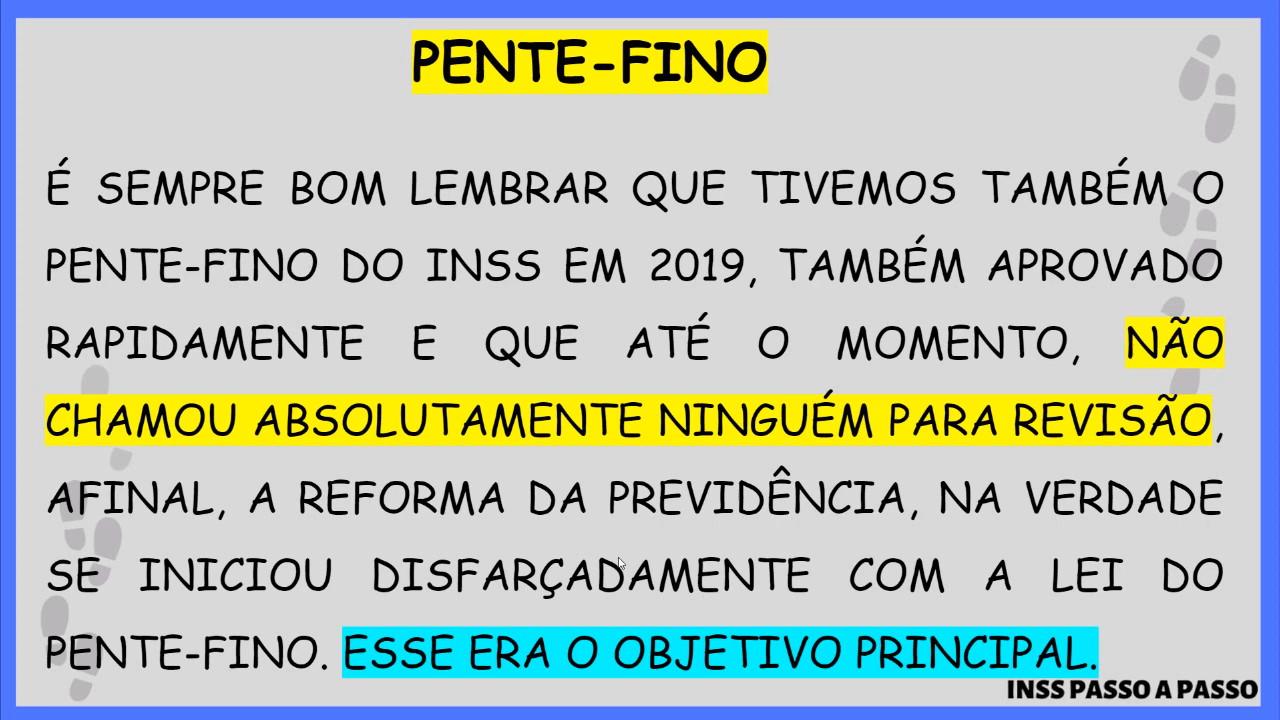 PENTE-FINO
É SEMPRE BOM LEMBRAR QUE TIVEMOS TAMBÉM O
PENTE-FINO DO INSS EM 2019, TAMBÉM APROVADO
RAPIDAMENTE E QUE ATÉ O MOMENTO, NÃO
CHAMOU ABSOLUTAMENTE NINGUÉM PARA REVISÃO,
AFINAL, A REFORMA DA PREVIDÊNCIA, NA VERDADE
SE INICIOU DISFARÇADAMENTE COM A LEI DO
PENTE-FINO. ESSE ERA O OBJETIVO PRINCIPAL.
INSS PASSO A PASSO